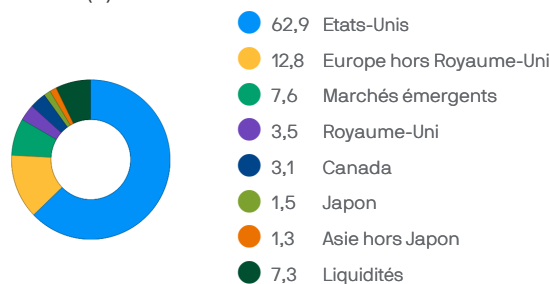 62,9 Etats-Unis
12,8 Europe hors Royaume-Uni
7,6 Marchés émergents
3,5 Royaume-Uni
3,1 Canada
1,5 Japon
1,3 Asie hors Japon
7,3 Liquidités